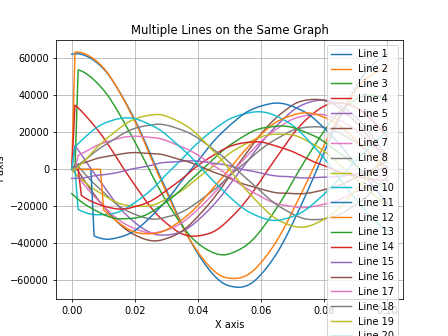 Multiple Lines on the Same Graph
60000
40000
20000
0
−20000
−40000
−60000
0.00
0.02
0.04
0.06
X axis
Line 1
Line 2
Line 3
Line 4
Line 5
Line 6
Line 7
Line 8
Line 9
Line 10
Line 11
Line 12
Line 13
Line 14
Line 15
Line 16
Line 17
Line 18
Line 19
Line 20